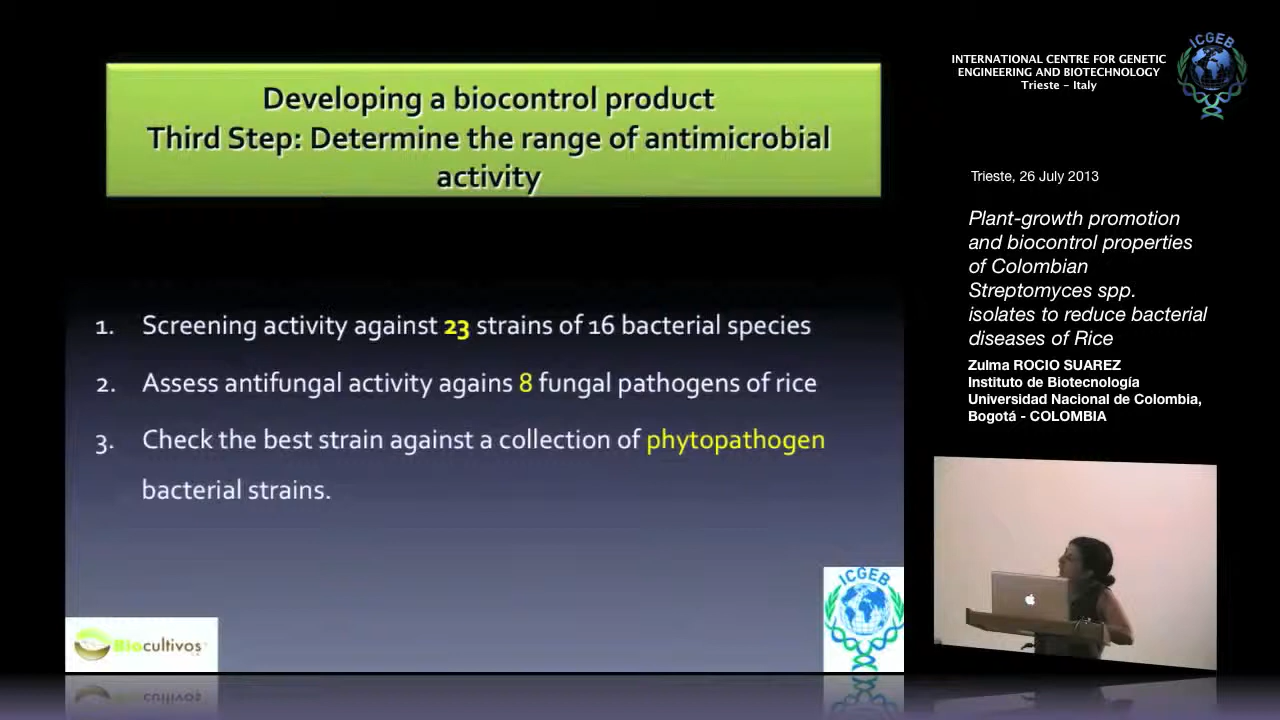 Developing a biocontrol product
Third Step: Determine the range of antimicrobial
activity
1. Screening activity against 23 strains of 16 bacterial species
2. Assess antifungal activity agains 8 fungal pathogens of rice
3. Check the best strain against a collection of phytopathogen
bacterial strains.
Biocultivos
ICGEB
INTERNATIONAL CENTRE FOR GENETIC
ENGINEERING AND BIOTECHNOLOGY
Trieste - Italy
ICGEB
Trieste, 26 July 2013
Plant-growth promotion
and biocontrol properties
of Colombian
Streptomyces spp.
isolates to reduce bacterial
diseases of Rice
Zulma ROCIO SUAREZ
Instituto de Biotecnología
Universidad Nacional de Colombia,
Bogotá - COLOMBIA